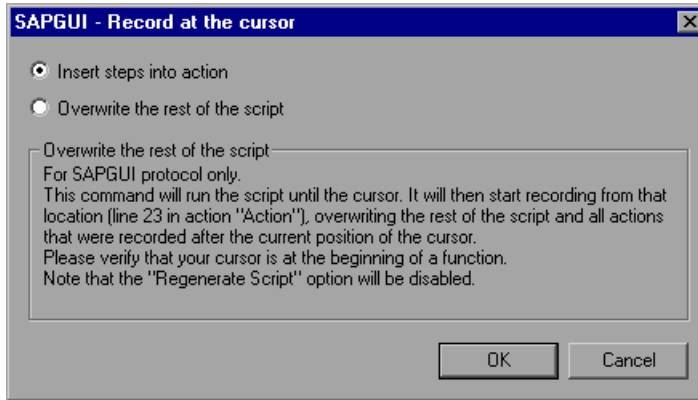 SAPGUI - Record at the cursor
Insert steps into action
Overwrite the rest of the script
Overwrite the rest of the script
For SAPGUI protocol only.
This command will run the script until the cursor. It will then start recording from that
location (line 23 in action "Action"), overwriting the rest of the script and all actions
that were recorded after the current position of the cursor.
Please verify that your cursor is at the beginning of a function.
Note that the "Regenerate Script" option will be disabled.
OK
Cancel